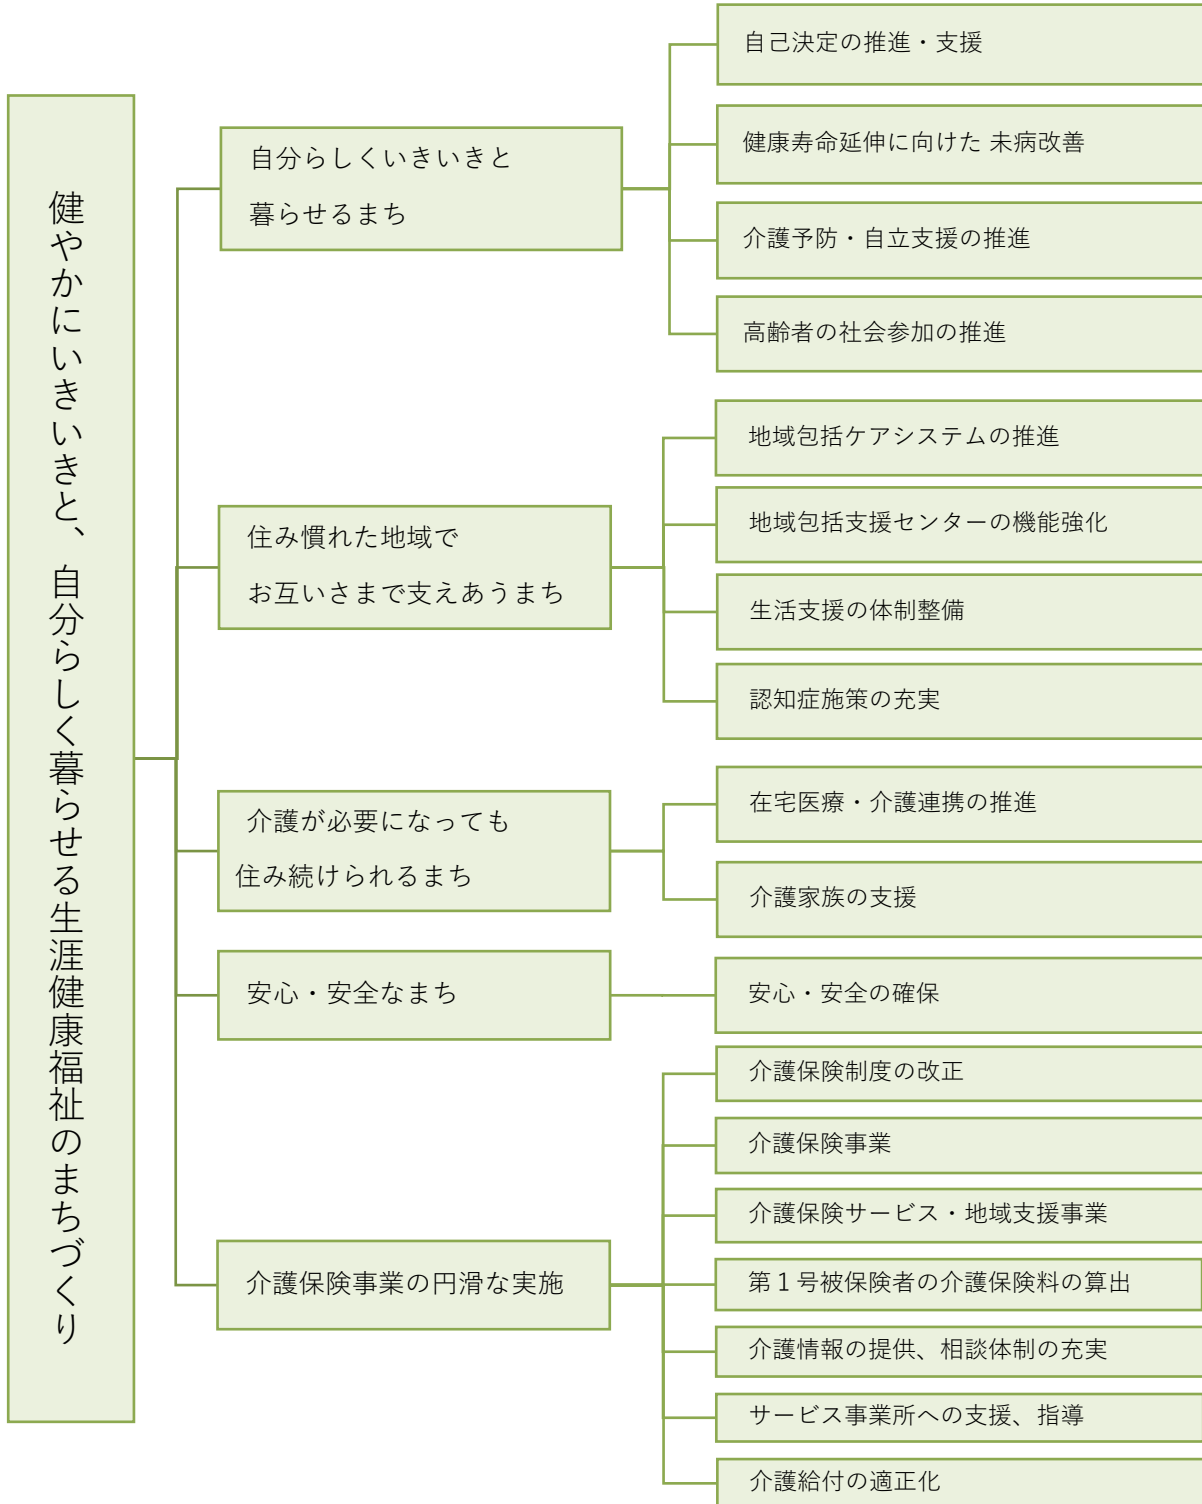 健やかにいきいきと、自分らしく暮らせる生涯健康福祉のまちづくり
自分らしくいきいきと
暮らせるまち
自己決定の推進・支援
健康寿命延伸に向けた 未病改善
介護予防・自立支援の推進
高齢者の社会参加の推進
住み慣れた地域で
お互いさまで支えあうまち
地域包括ケアシステムの推進
地域包括支援センターの機能強化
生活支援の体制整備
認知症施策の充実
介護が必要になっても
住み続けられるまち
在宅医療・介護連携の推進
介護家族の支援
安心・安全なまち
安心・安全の確保
介護保険事業の円滑な実施
介護保険制度の改正
介護保険事業
介護保険サービス・地域支援事業
第１号被保険者の介護保険料の算出
介護情報の提供、相談体制の充実
サービス事業所への支援、指導
介護給付の適正化